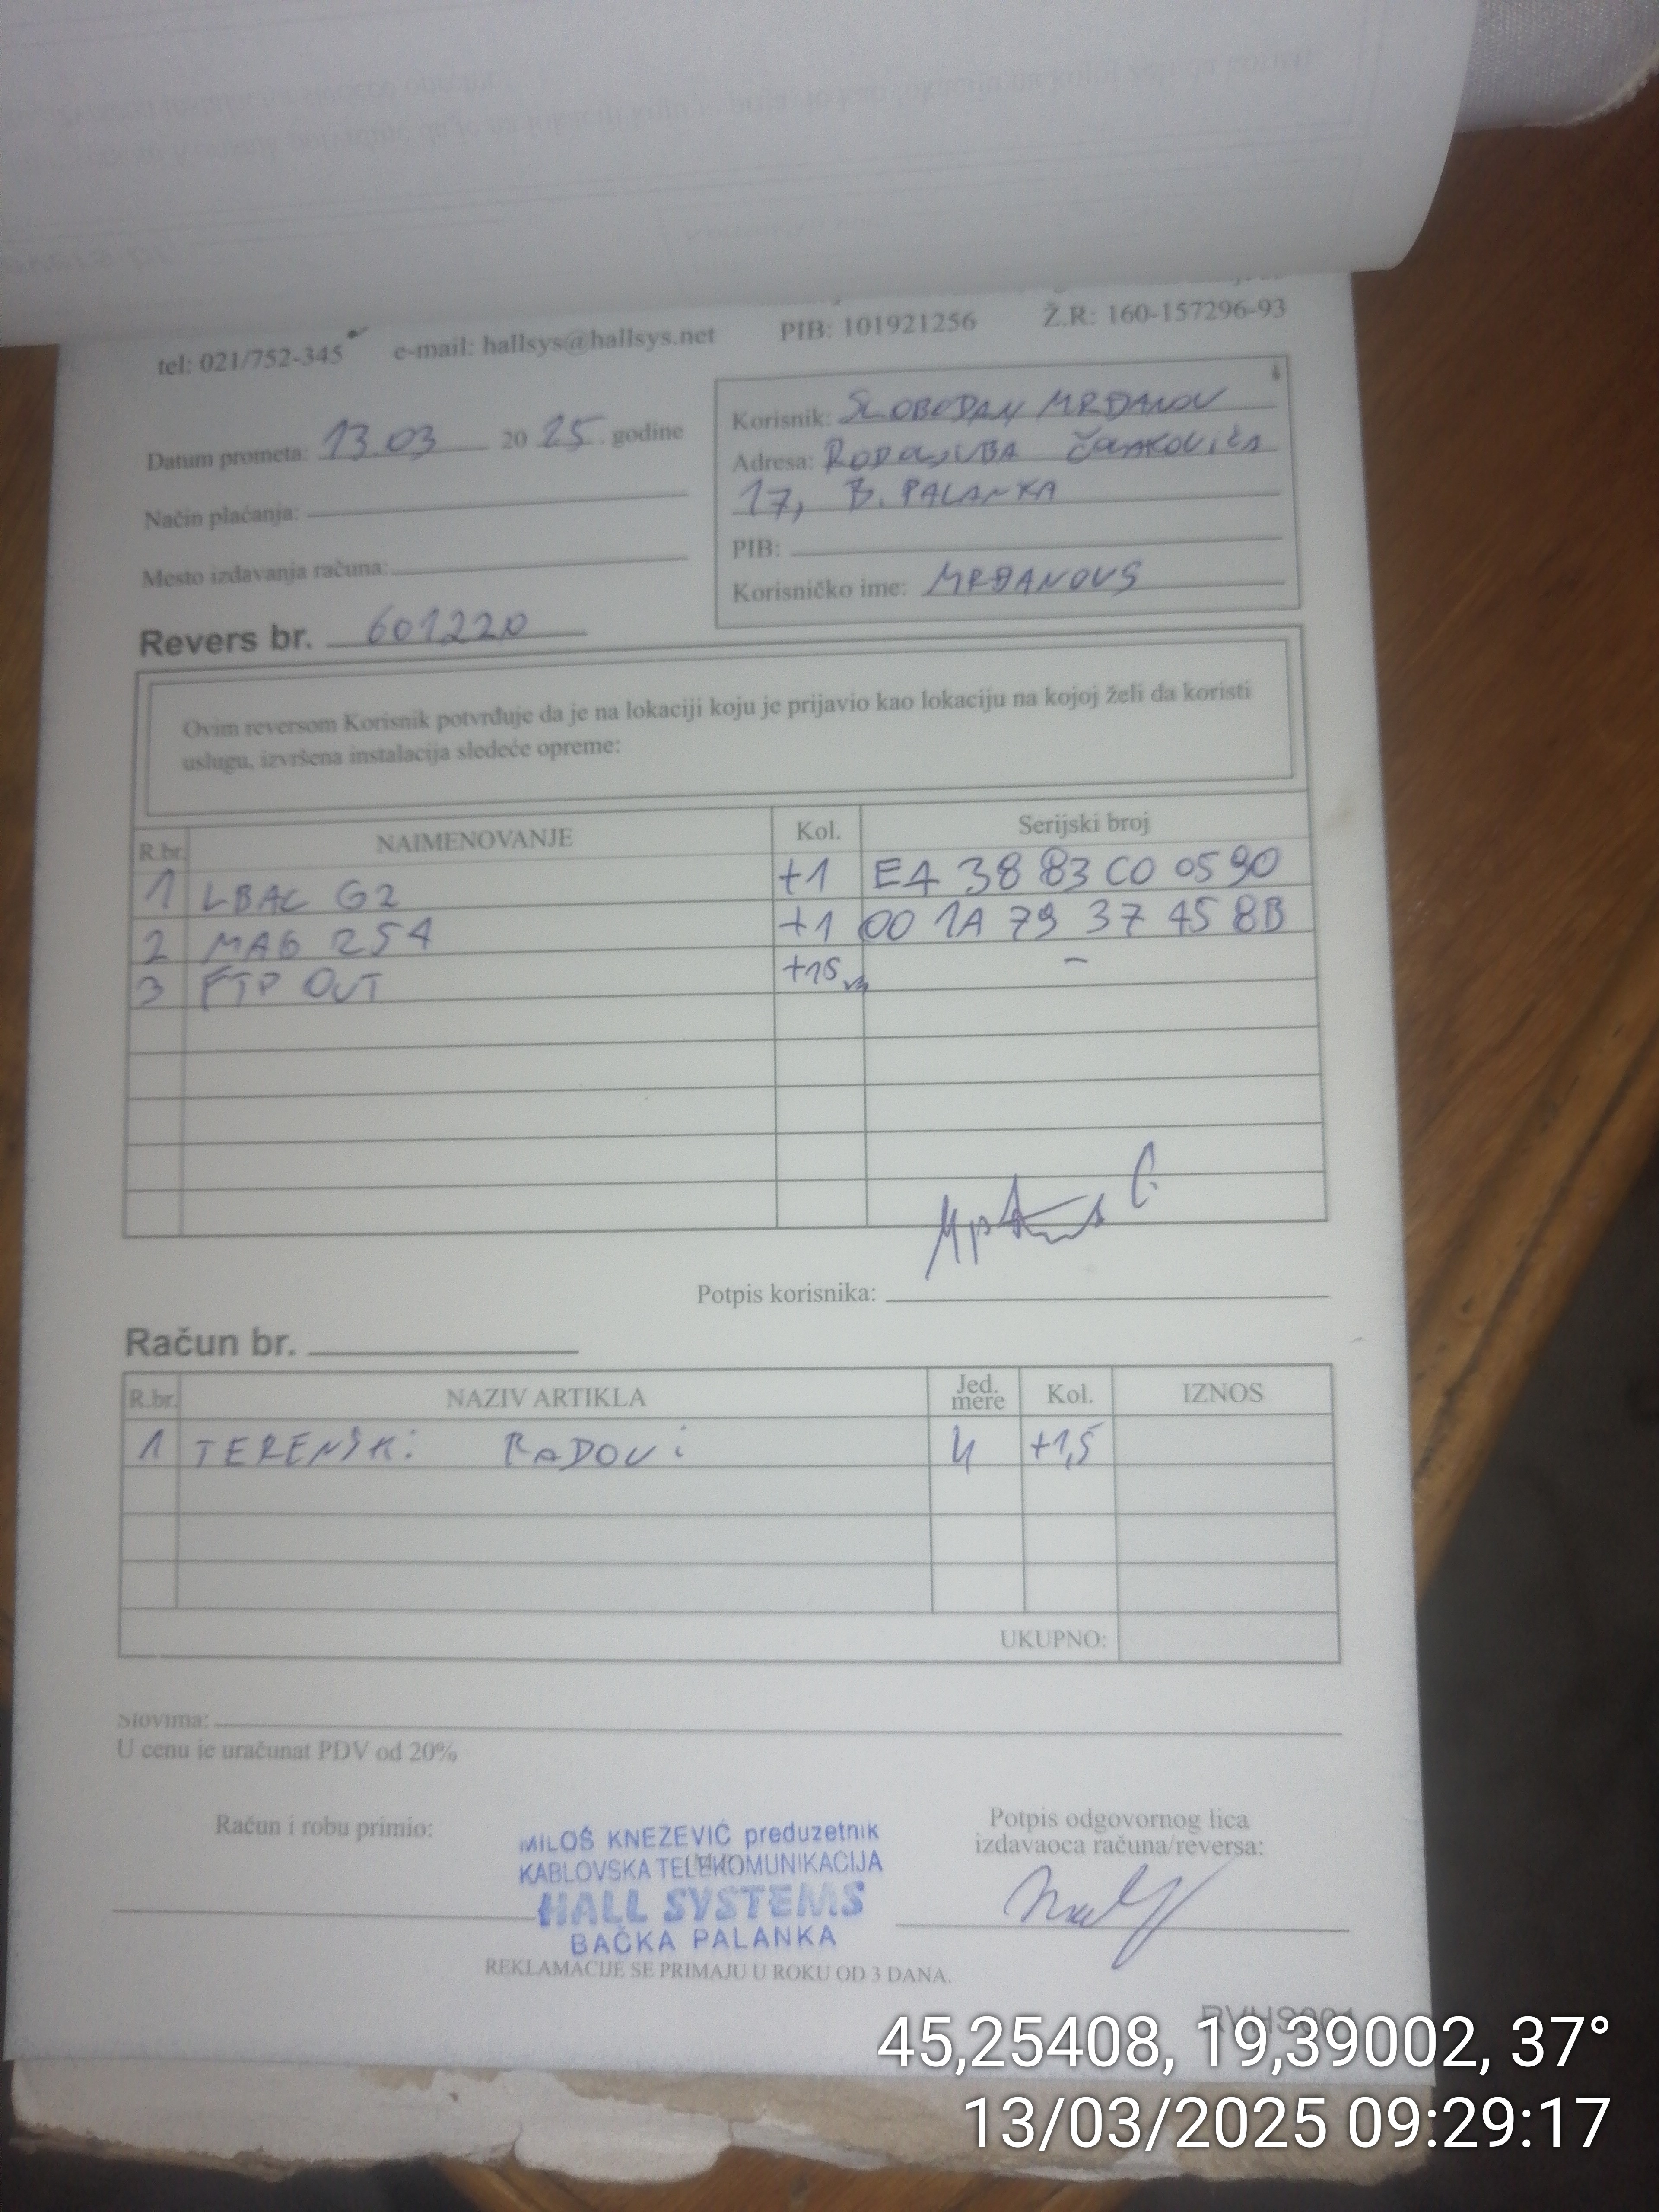 tel: 021/752-345 e-mail: hallsys@hallsys.net PIB: 101921256 Ž.R: 160-157296-93
Datum prometa: 13.03 20 25. godine
Način plaćanja:
Mesto izdavanja računa:
Revers br. 601220
Korisnik: SLOBODAN MRĐANOV
Adresa: RODOLJUBA ČOLAKOVIĆA
17, B. PALANKA
PIB:
Korisničko ime: MRĐANOVS
Ovim reversom Korisnik potvrđuje da je na lokaciji koju je prijavio kao lokaciju na kojoj želi da koristi
uslugu, izvršena instalacija sledeće opreme:
R.br. NAIMENOVANJE Kol. Serijski broj
1 LBAC G2 +1 E4 38 83 C0 05 90
2 MAG 254 +1 00 1A 79 37 45 8B
3 FTP OUT +15 -
Potpis korisnika:
Račun br.
R.br. NAZIV ARTIKLA Jed. mere Kol. IZNOS
1 TERENSKi RADOVi +1,5
UKUPNO:
Slovima:
U cenu je uračunat PDV od 20%
Račun i robu primio:
MILOŠ KNEŽEVIĆ preduzetnik
KABLOVSKA TELEKOMUNIKACIJA
HALL SYSTEMS
BAČKA PALANKA
Potpis odgovornog lica
izdavaoca računa/reversa:
REKLAMACIJE SE PRIMAJU U ROKU OD 3 DANA.
RVHS001
45,25408, 19,39002, 37°
13/03/2025 09:29:17